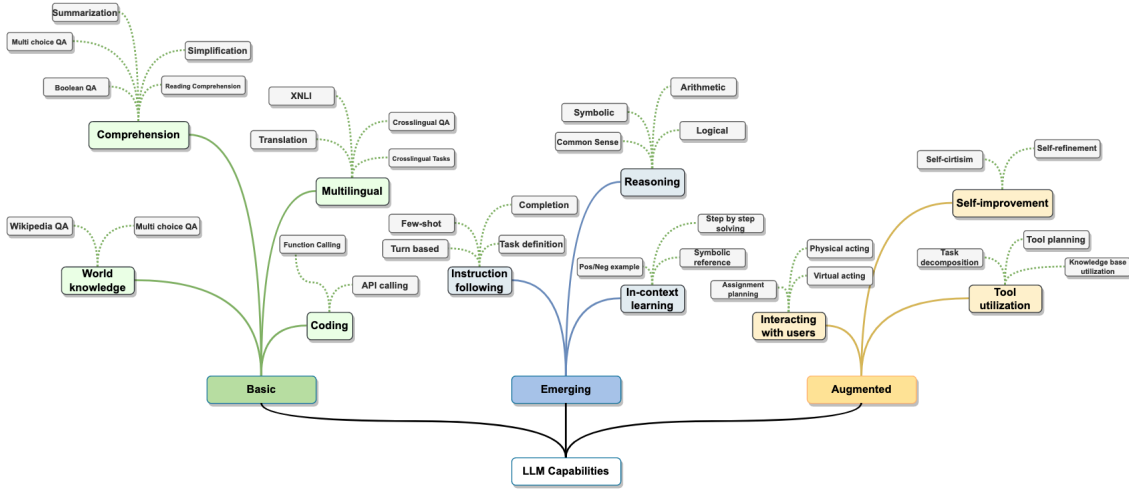 Summarization
Multi choice QA
Simplification
Boolean QA
Reading Comprehension
Comprehension
XNLI
Crosslingual QA
Translation
Crosslingual Tasks
Multilingual
Wikipedia QA
Multi choice QA
World
knowledge
Function Calling
API calling
Coding
Arithmetic
Symbolic
Logical
Common Sense
Reasoning
Completion
Few-shot
Turn based
Task definition
Instruction
following
Step by step
solving
Symbolic
reference
Pos/Neg example
In-context
learning
Self-cirtisim
Self-refinement
Self-improvement
Physical acting
Virtual acting
Assignment
planning
Interacting
with users
Tool planning
Task
decomposition
Knowledge base
utilization
Tool
utilization
Basic
Emerging
Augmented
LLM Capabilities